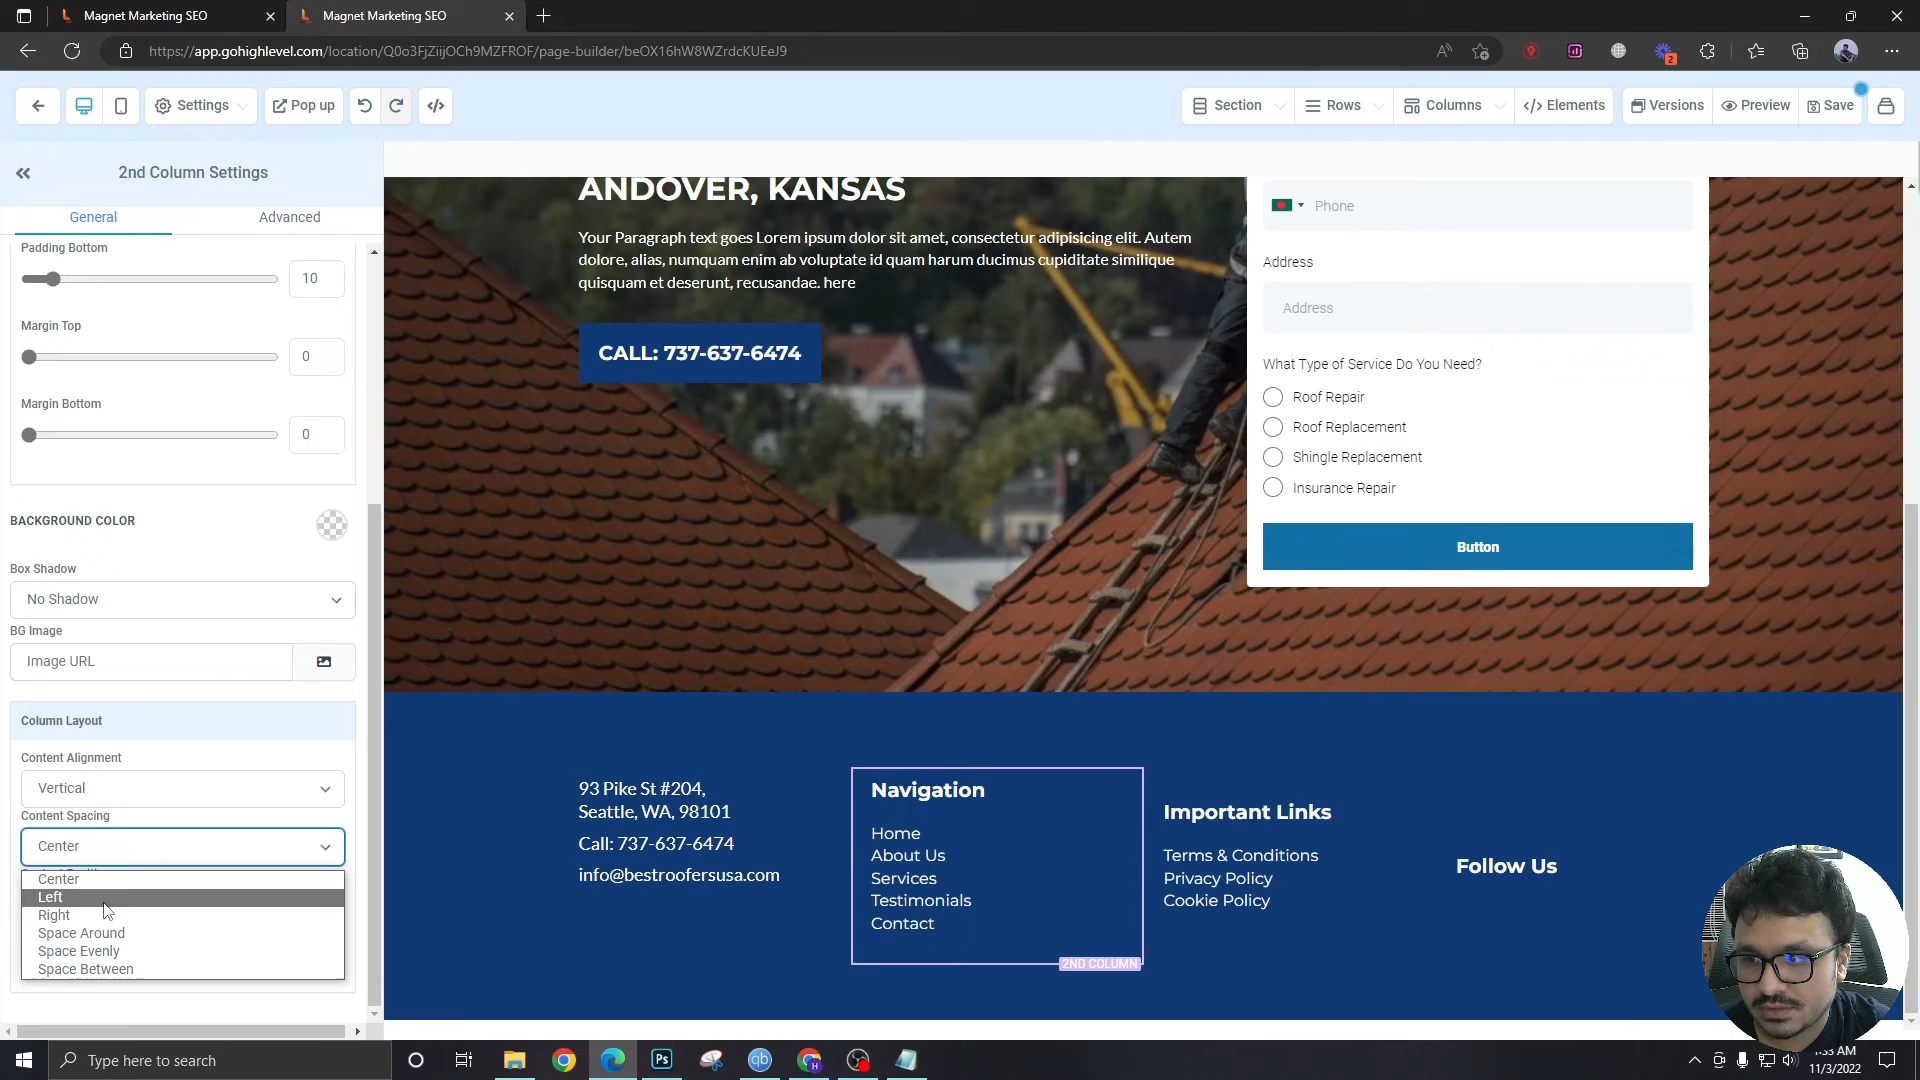 Magnet Marketing SEO
Magnet Marketing SEO
https://app.gohighlevel.com/location/Q0o3FjZiijOCh9MZFROF/page-builder/beOX16hW8WZrdcKUEeJ9
2
Settings
Pop up
Section
Rows
Columns
Elements
Versions
Preview
Save
2nd Column Settings
General
Advanced
Padding Bottom
10
Margin Top
0
Margin Bottom
0
BACKGROUND COLOR
Box Shadow
No Shadow
BG Image
Image URL
Column Layout
Content Alignment
Vertical
Content Spacing
Center
Center
Left
Right
Space Around
Space Evenly
Space Between
ANDOVER, KANSAS
Your Paragraph text goes Lorem ipsum dolor sit amet, consectetur adipisicing elit. Autem
dolore, alias, numquam enim ab voluptate id quam harum ducimus cupiditate similique
quisquam et deserunt, recusandae. here
CALL: 737-637-6474
Phone
Address
Address
What Type of Service Do You Need?
Roof Repair
Roof Replacement
Shingle Replacement
Insurance Repair
Button
93 Pike St #204,
Seattle, WA, 98101
Call: 737-637-6474
info@bestroofersusa.com
Navigation
Home
About Us
Services
Testimonials
Contact
2ND COLUMN
Important Links
Terms & Conditions
Privacy Policy
Cookie Policy
Follow Us
Type here to search
Ps
qb
11/3/2022